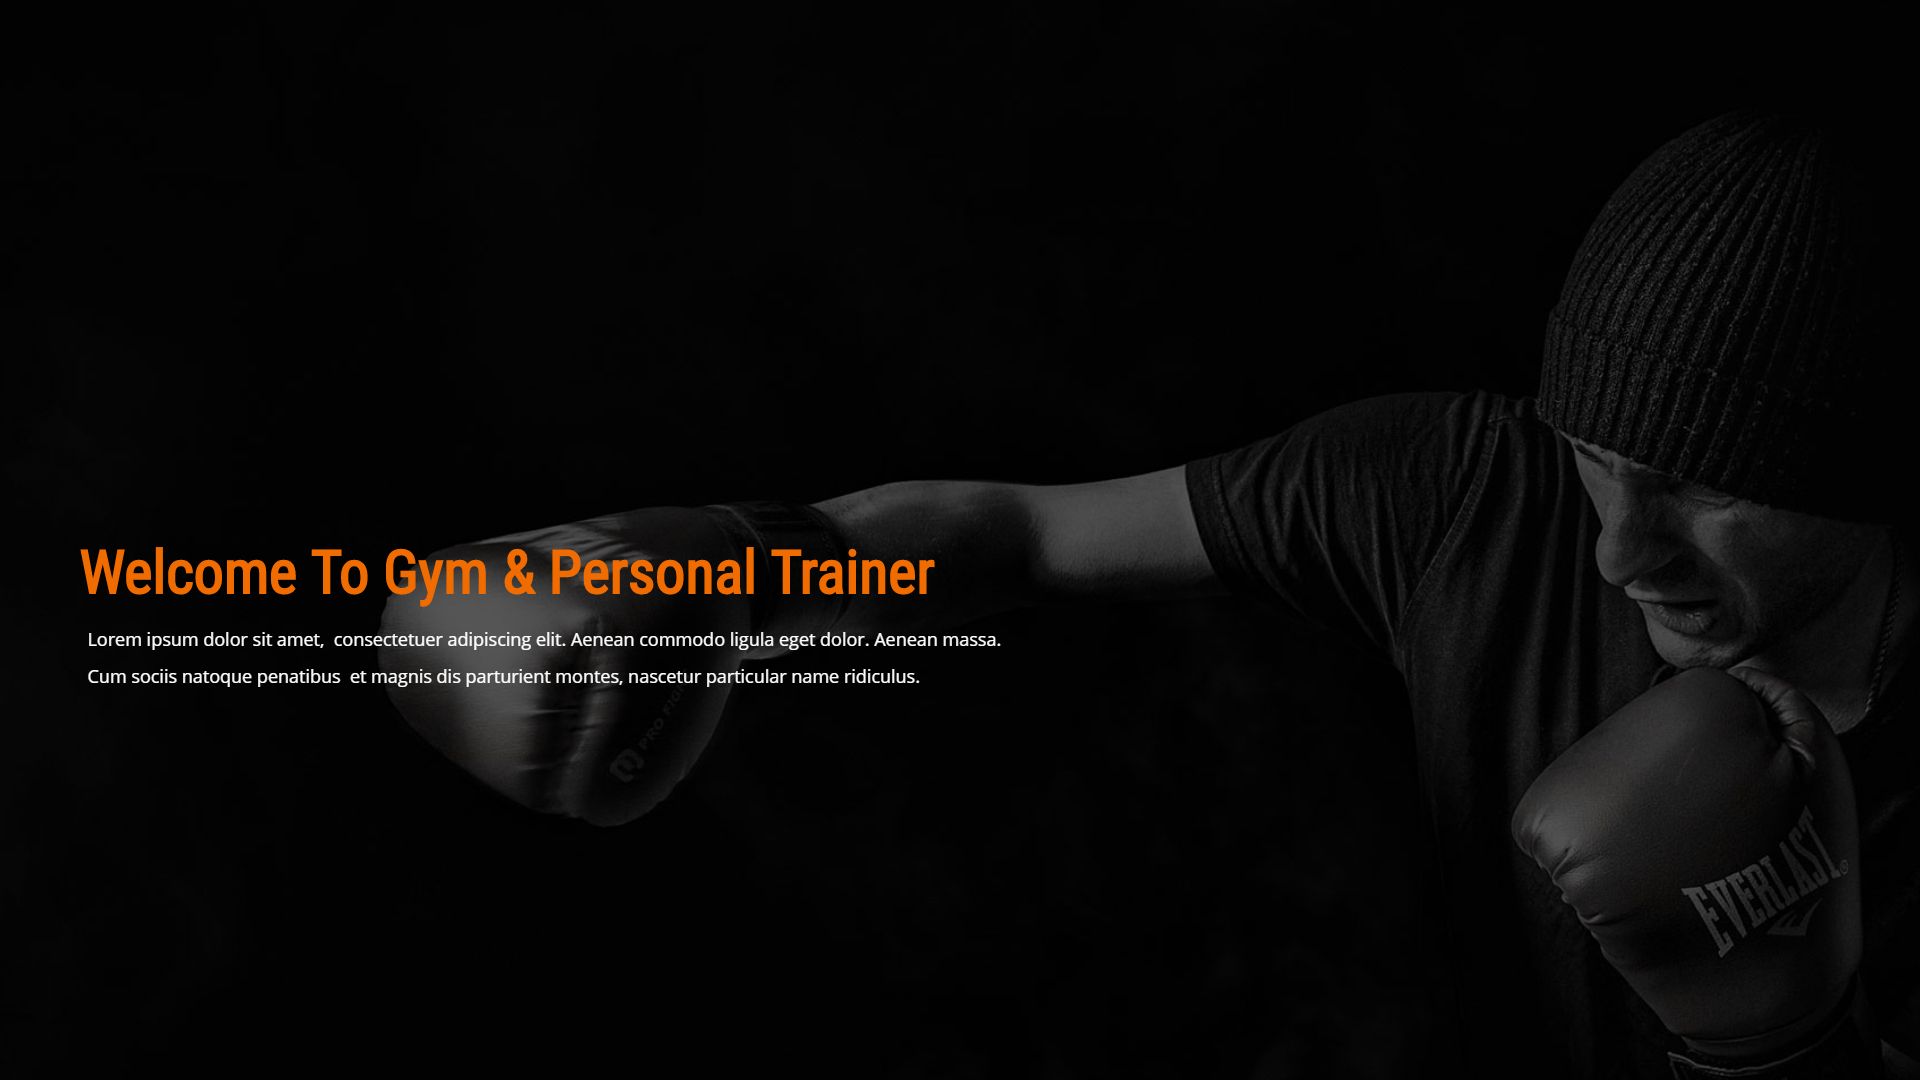 Welcome To Gym & Personal Trainer
Lorem ipsum dolor sit amet,  consectetuer adipiscing elit. Aenean commodo ligula eget dolor. Aenean massa.
Cum sociis natoque penatibus  et magnis dis parturient montes, nascetur particular name ridiculus.
PRO FIGH
EVERLAST®